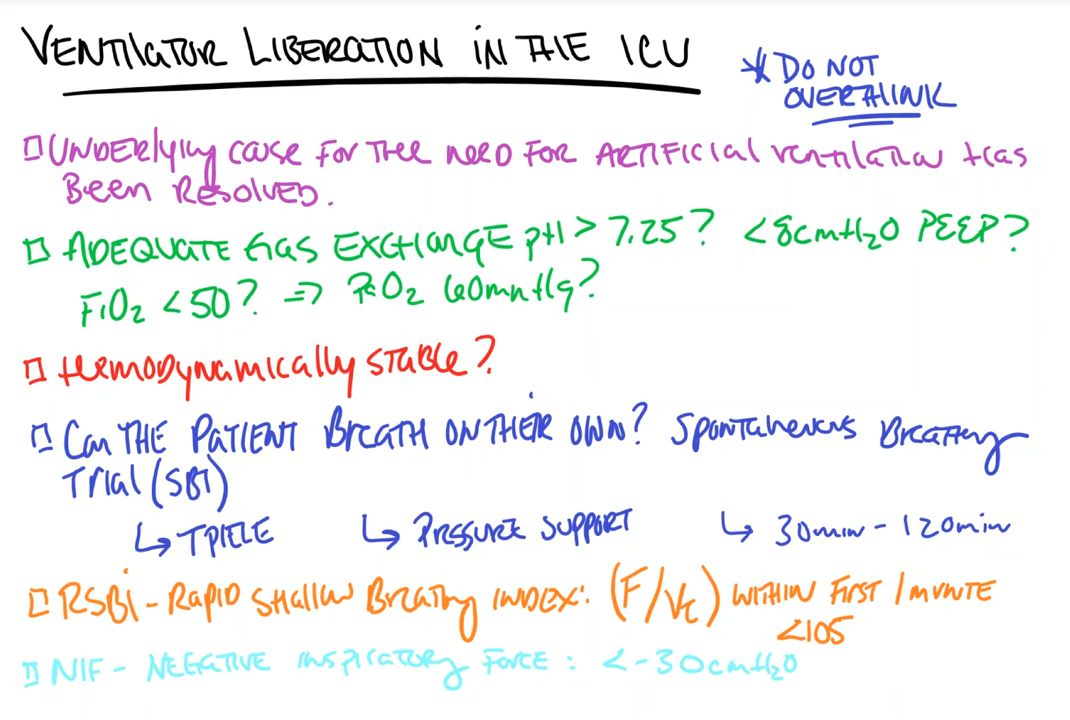 VENTILATOR LIBERATION IN THE ICU
* DO NOT
OVERTHINK
UNDERlying cause FOR THE NEED FOR ARTIFICIAL ventilation Has
Been RESOLVED.
ADEQUATE GAS EXCHANGE pH > 7.25? <8cmH2O PEEP?
FiO2 <50? => PaO2 60mmHg?
Hemodynamically STABLE?
Can THE PATIENT BREATH ON THEIR OWN? Spontaneous Breathing
Trial (SBT)
↳ TPIECE ↳ PRESSURE SUPPORT ↳ 30min - 120min
RSBi - RAPID SHALLOW Breathing INDEX: (F/Vt) WITHIN FIRST 1 MINUTE
<105
NIF - NEGATIVE INSPIRATORY FORCE: <-30cmH2O